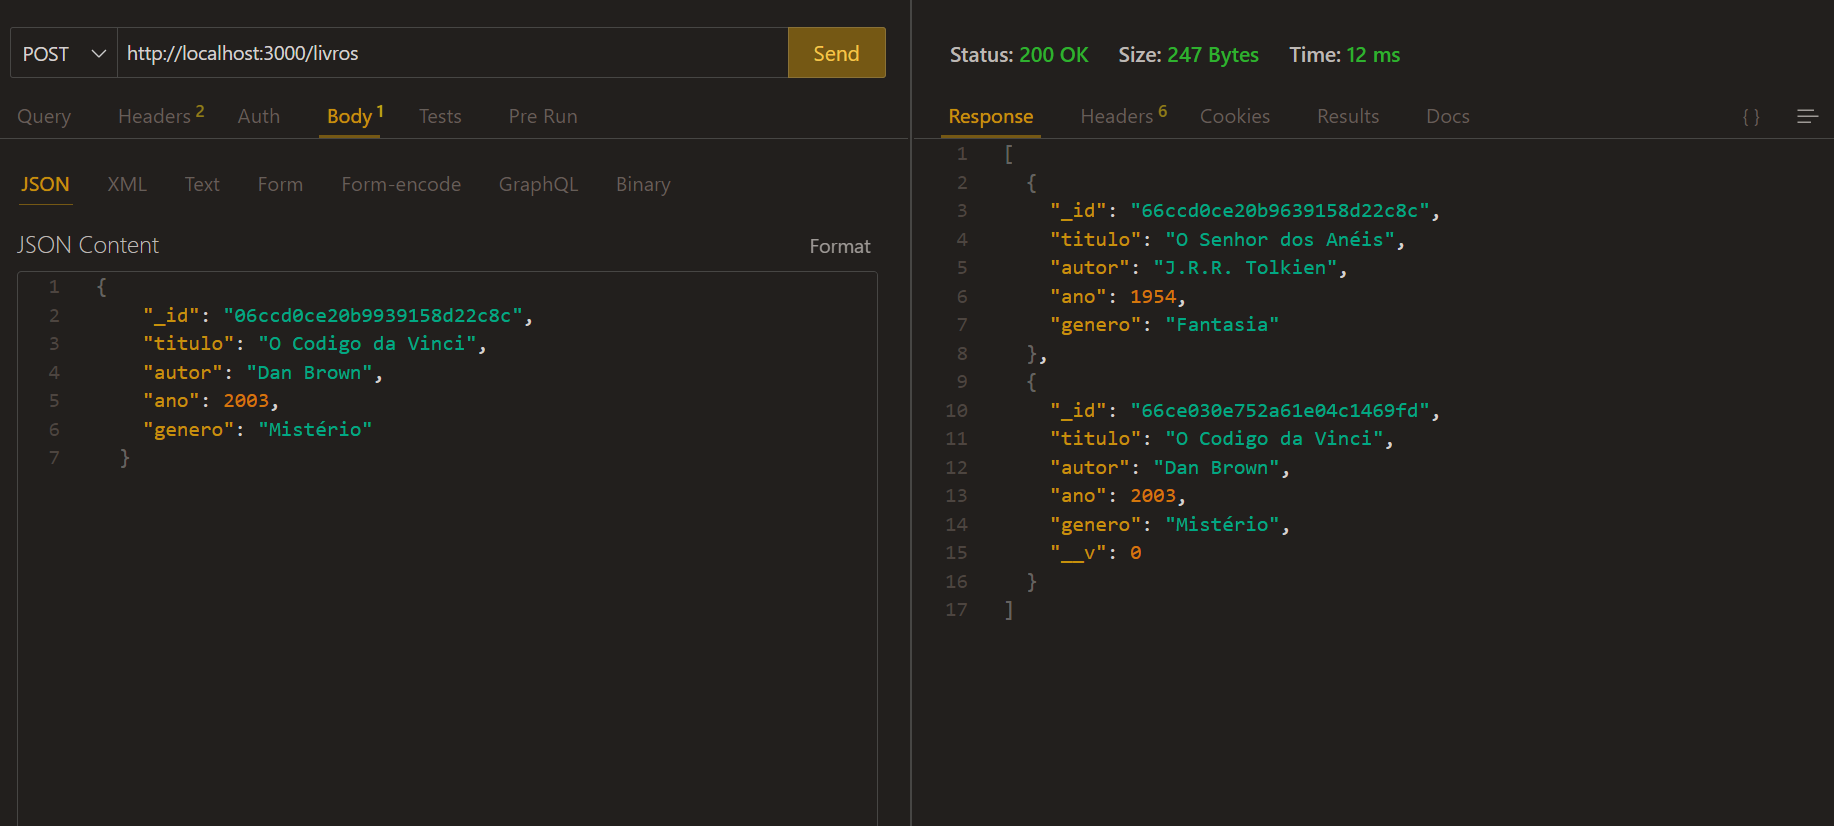 POST http://localhost:3000/livros Send
Query Headers 2 Auth Body 1 Tests Pre Run
JSON XML Text Form Form-encode GraphQL Binary
JSON Content Format
1 {
2 "_id": "06ccd0ce20b9939158d22c8c",
3 "titulo": "O Codigo da Vinci",
4 "autor": "Dan Brown",
5 "ano": 2003,
6 "genero": "Mistério"
7 }
Status: 200 OK Size: 247 Bytes Time: 12 ms
Response Headers 6 Cookies Results Docs { }
1 [
2 {
3 "_id": "66ccd0ce20b9639158d22c8c",
4 "titulo": "O Senhor dos Anéis",
5 "autor": "J.R.R. Tolkien",
6 "ano": 1954,
7 "genero": "Fantasia"
8 },
9 {
10 "_id": "66ce030e752a61e04c1469fd",
11 "titulo": "O Codigo da Vinci",
12 "autor": "Dan Brown",
13 "ano": 2003,
14 "genero": "Mistério",
15 "__v": 0
16 }
17 ]